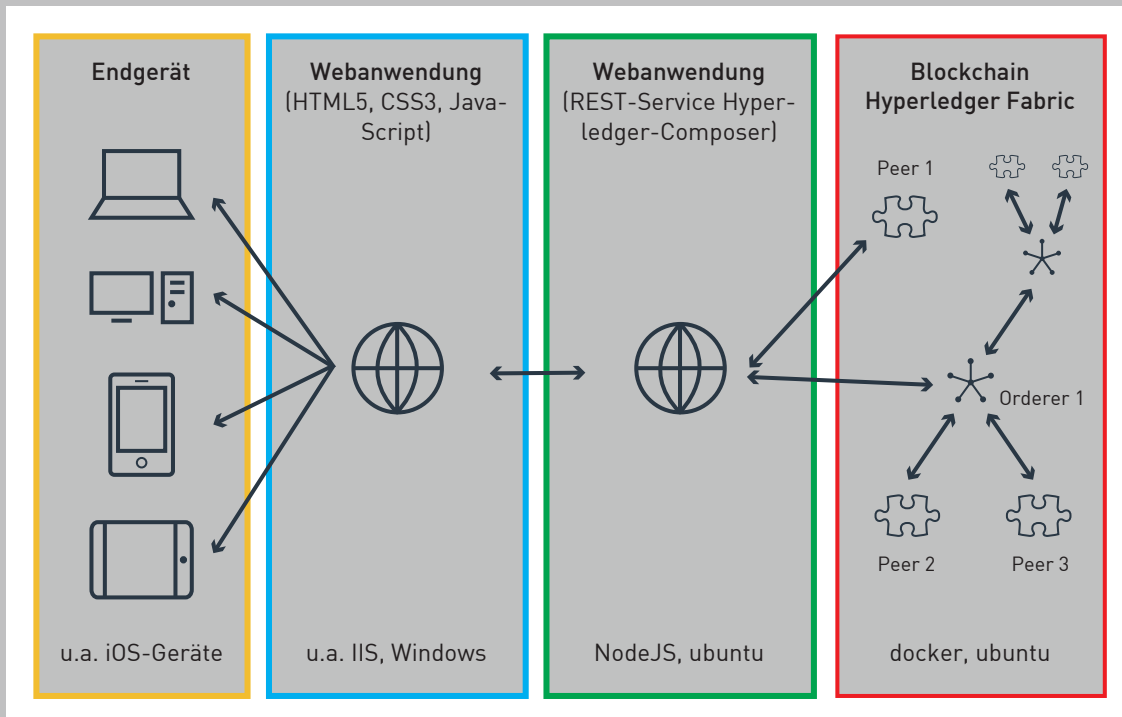 Endgerät
u.a. iOS-Geräte
Webanwendung
(HTML5, CSS3, Java-
Script)
u.a. IIS, Windows
Webanwendung
(REST-Service Hyper-
ledger-Composer)
NodeJS, ubuntu
Blockchain
Hyperledger Fabric
Peer 1
Orderer 1
Peer 2
Peer 3
docker, ubuntu